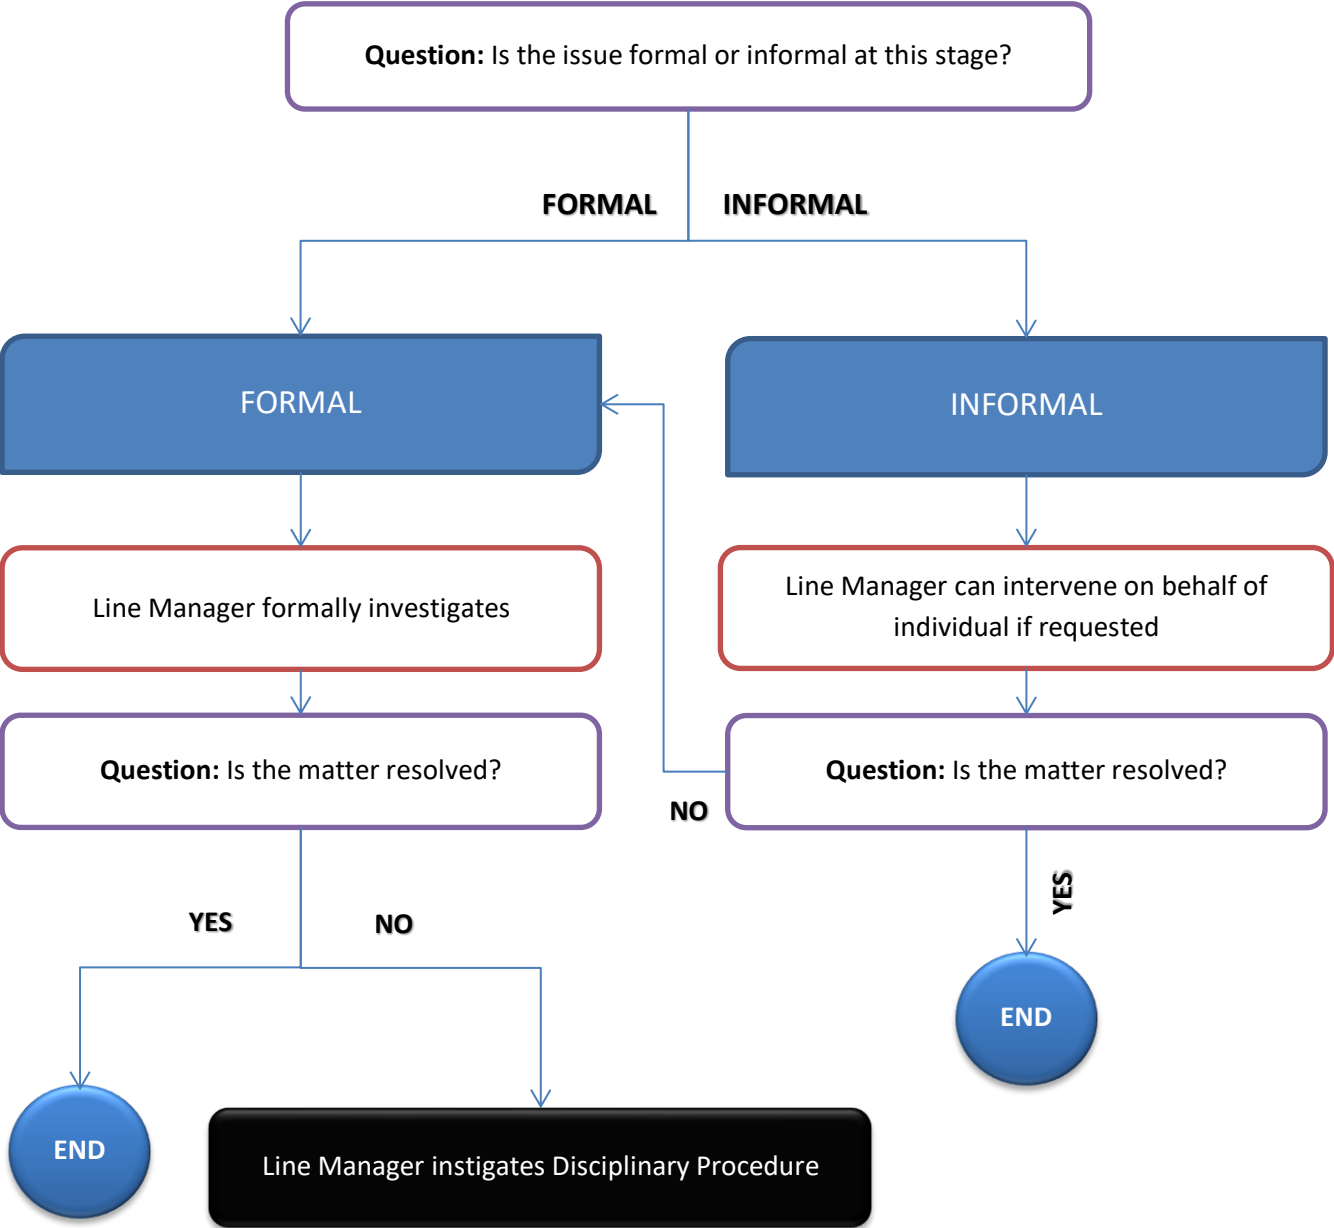 Question: Is the issue formal or informal at this stage?
FORMAL
INFORMAL
FORMAL
INFORMAL
Line Manager formally investigates
Line Manager can intervene on behalf of
individual if requested
Question: Is the matter resolved?
Question: Is the matter resolved?
NO
YES
YES
NO
END
END
Line Manager instigates Disciplinary Procedure